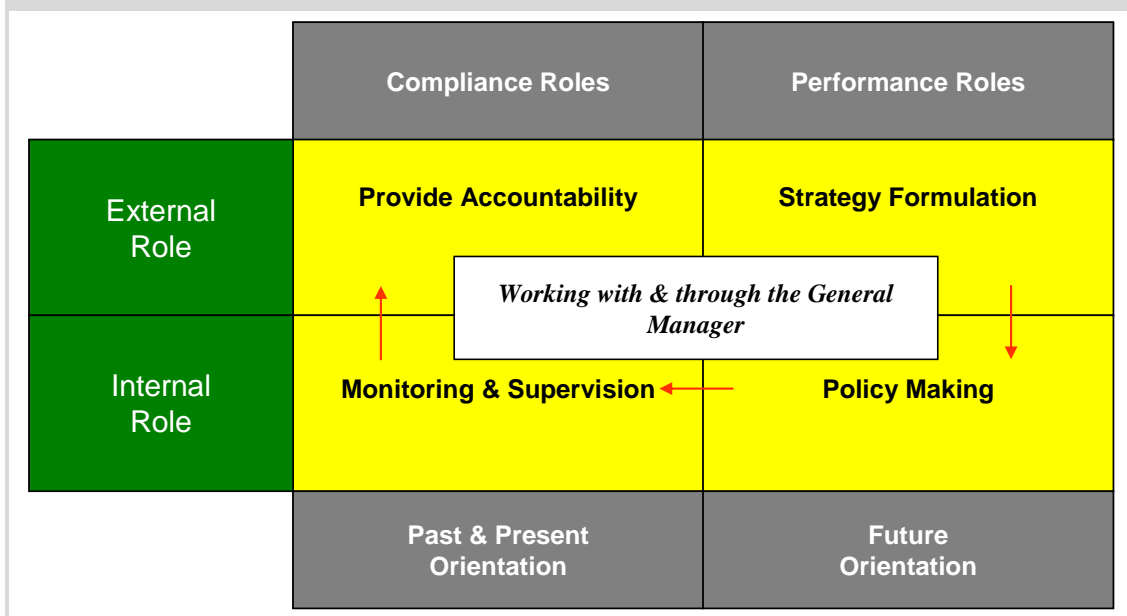 Compliance Roles
Performance Roles
External
Role
Provide Accountability
Strategy Formulation
Working with & through the General
Manager
Internal
Role
Monitoring & Supervision
Policy Making
Past & Present
Orientation
Future
Orientation